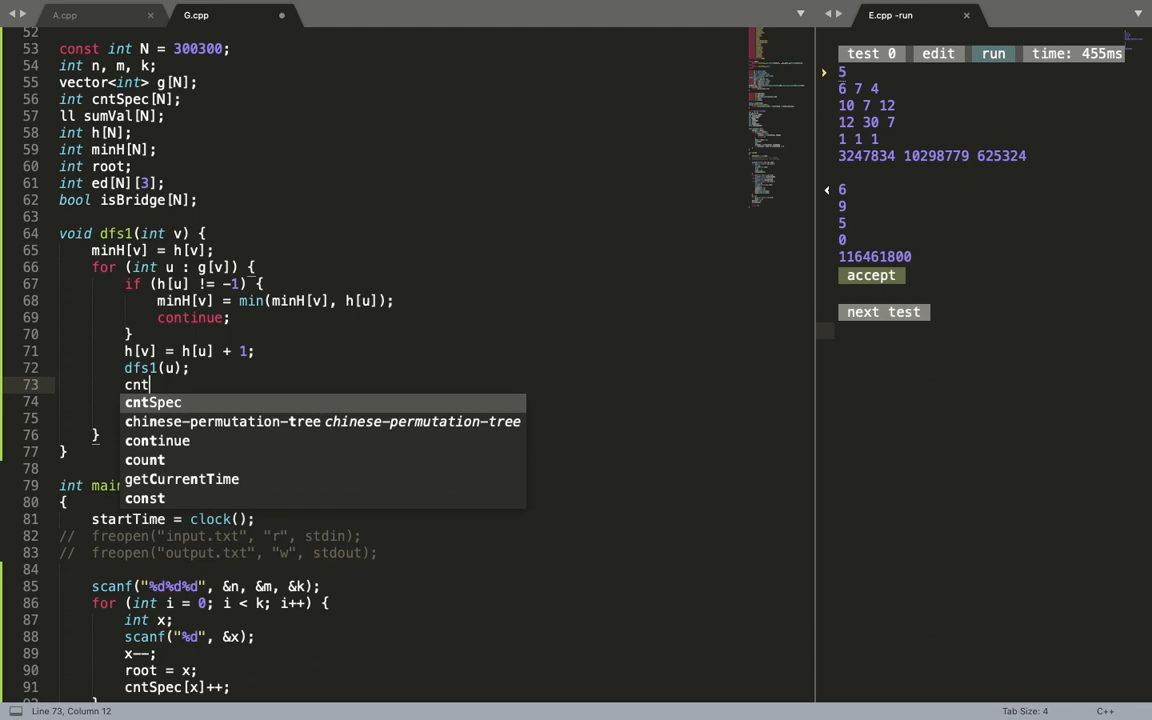 A.cpp
G.cpp
E.cpp -run
52
53 const int N = 300300;
54 int n, m, k;
55 vector<int> g[N];
56 int cntSpec[N];
57 ll sumVal[N];
58 int h[N];
59 int minH[N];
60 int root;
61 int ed[N][3];
62 bool isBridge[N];
63
64 void dfs1(int v) {
65 minH[v] = h[v];
66 for (int u : g[v]) {
67 if (h[u] != -1) {
68 minH[v] = min(minH[v], h[u]);
69 continue;
70 }
71 h[v] = h[u] + 1;
72 dfs1(u);
73 cnt
74 cntSpec
chinese-permutation-tree chinese-permutation-tree
75
76 }
continue
77 }
count
78
getCurrentTime
79 int main
const
80 {
81 startTime = clock();
82 // freopen("input.txt", "r", stdin);
83 // freopen("output.txt", "w", stdout);
84
85 scanf("%d%d%d", &n, &m, &k);
86 for (int i = 0; i < k; i++) {
87 int x;
88 scanf("%d", &x);
89 x--;
90 root = x;
91 cntSpec[x]++;
test 0 edit run time: 455ms
5
6 7 4
10 7 12
12 30 7
1 1 1
3247834 10298779 625324
6
9
5
0
116461800
accept
next test
Line 73, Column 12
Tab Size: 4
C++